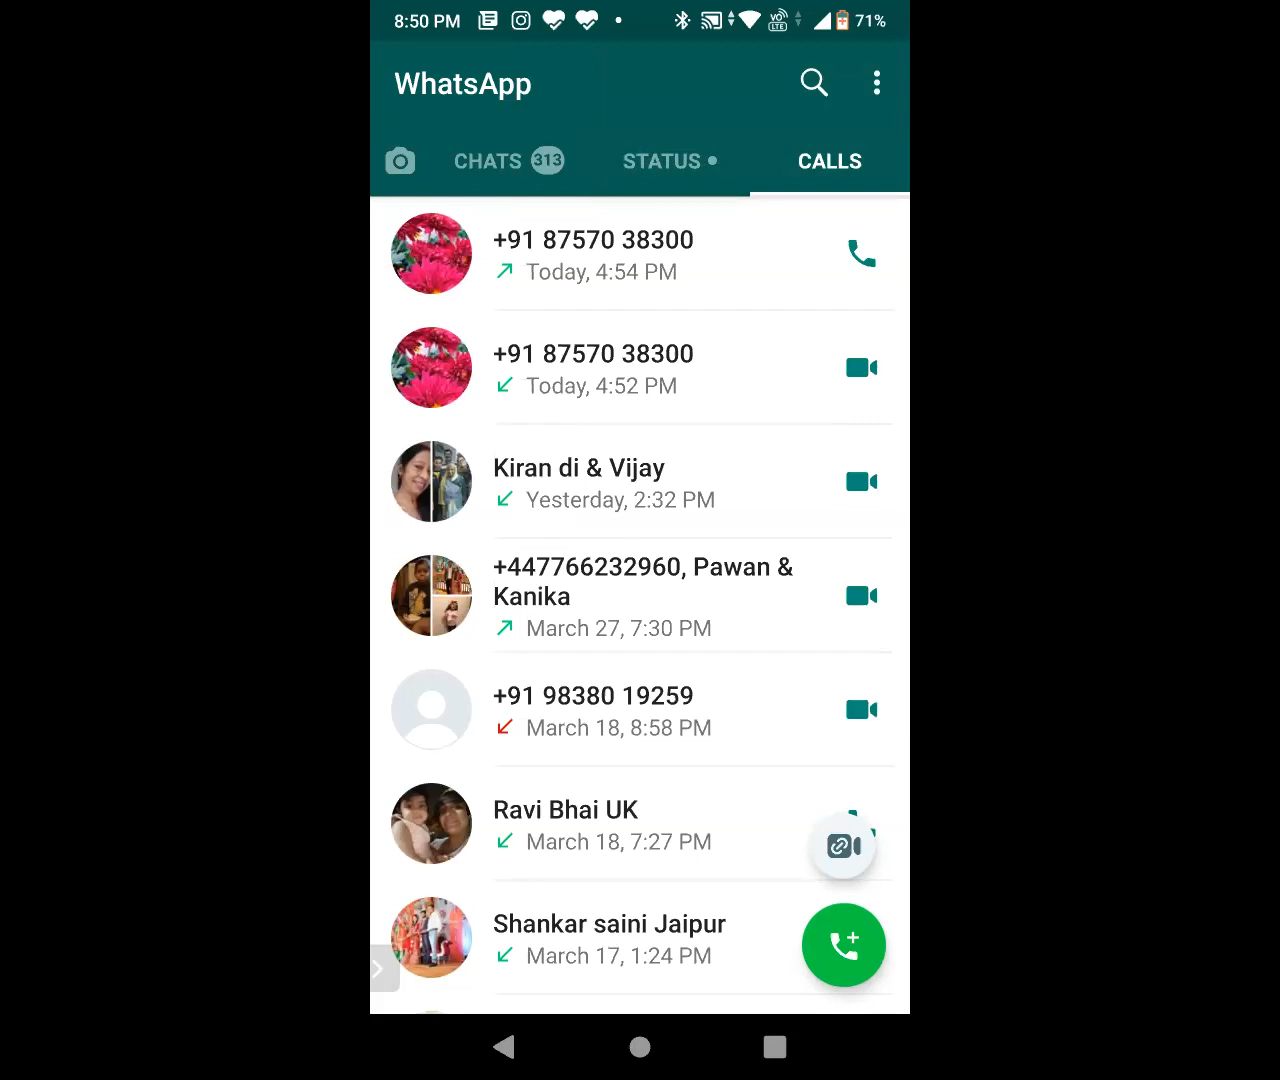 8:50 PM
VO LTE
71%
WhatsApp
CHATS 313
STATUS
CALLS
+91 87570 38300
Today, 4:54 PM
+91 87570 38300
Today, 4:52 PM
Kiran di & Vijay
Yesterday, 2:32 PM
+447766232960, Pawan &
Kanika
March 27, 7:30 PM
+91 98380 19259
March 18, 8:58 PM
Ravi Bhai UK
March 18, 7:27 PM
Shankar saini Jaipur
March 17, 1:24 PM